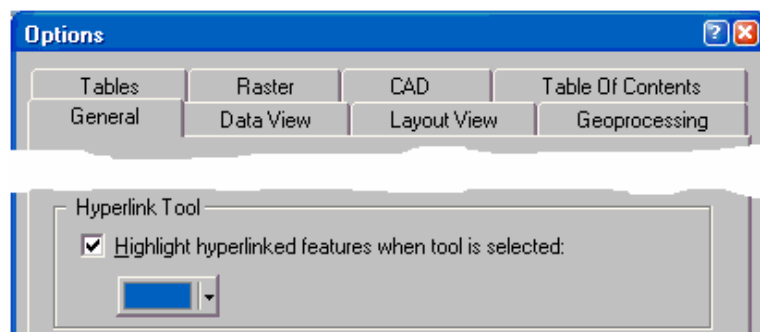 Options
Tables Raster CAD Table Of Contents
General Data View Layout View Geoprocessing
Hyperlink Tool
Highlight hyperlinked features when tool is selected: